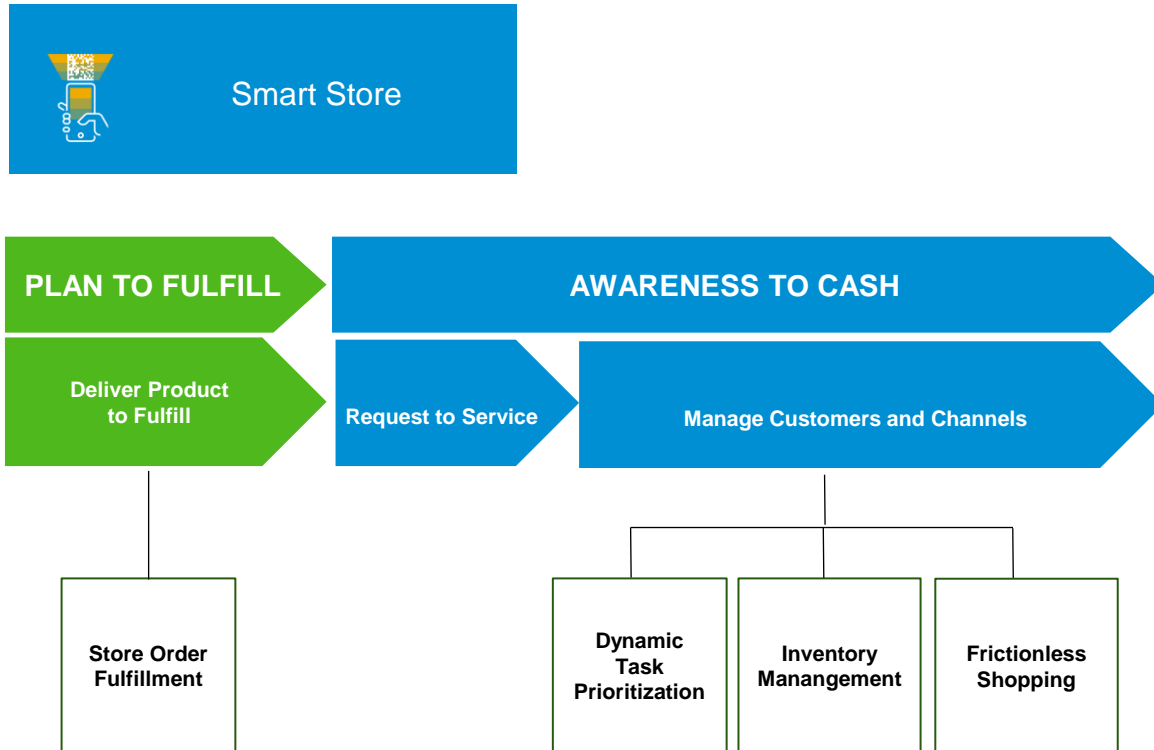 Smart Store
PLAN TO FULFILL
AWARENESS TO CASH
Deliver Product
to Fulfill
Request to Service
Manage Customers and Channels
Store Order
Fulfillment
Dynamic
Task
Prioritization
Inventory
Manangement
Frictionless
Shopping